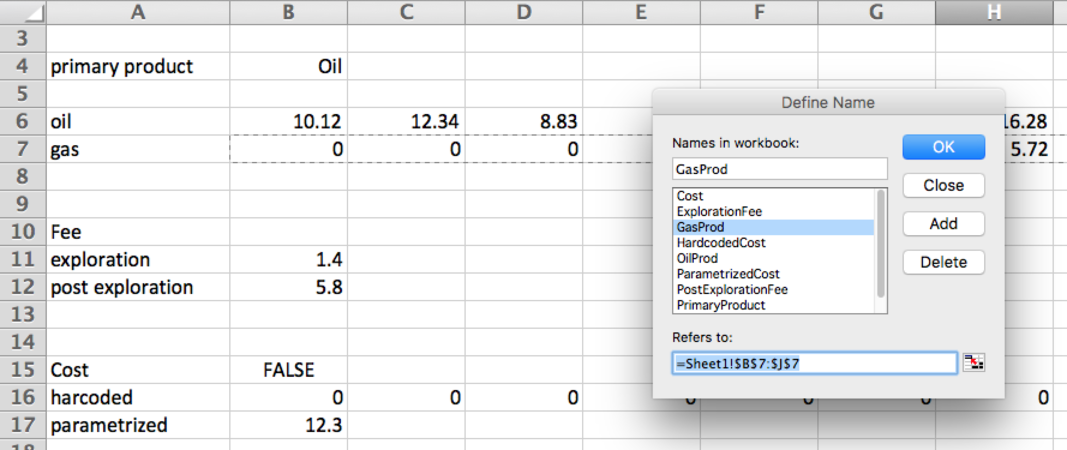 A B C D E F G H
3
4 primary product Oil
5
6 oil 10.12 12.34 8.83 16.28
7 gas 0 0 0 5.72
8
9
10 Fee
11 exploration 1.4
12 post exploration 5.8
13
14
15 Cost FALSE
16 harcoded 0 0 0 0 0 0 0
17 parametrized 12.3
18
Define Name
Names in workbook:
GasProd
Cost
ExplorationFee
GasProd
HardcodedCost
OilProd
ParametrizedCost
PostExplorationFee
PrimaryProduct
Refers to:
=Sheet1!$B$7:$J$7
OK
Close
Add
Delete